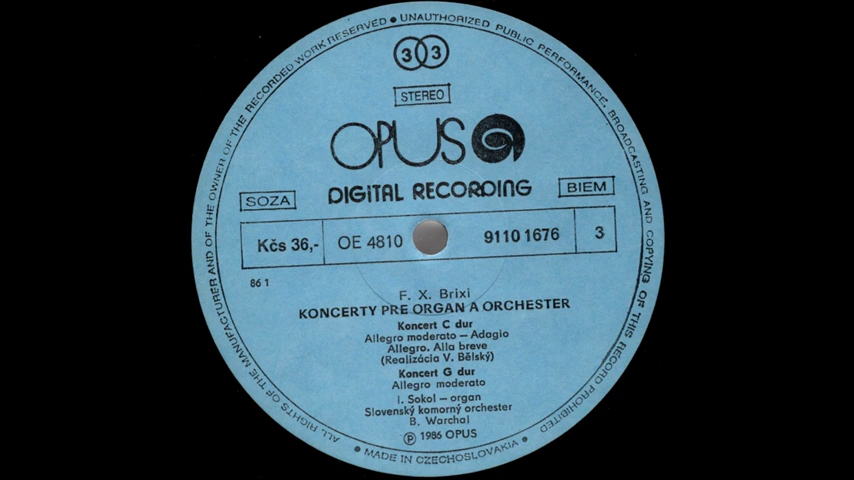 ALL RIGHTS OF THE MANUFACTURER AND OF THE OWNER OF THE RECORDED WORK RESERVED ● UNAUTHORIZED PUBLIC PERFORMANCE, BROADCASTING AND COPYING OF THIS RECORD PROHIBITED
33
STEREO
OPUS
DIGITAL RECORDING
SOZA
BIEM
Kčs 36,- OE 4810 9110 1676 3
86 1
F. X. Brixi
KONCERTY PRE ORGAN A ORCHESTER
Koncert C dur
Allegro moderato – Adagio
Allegro. Alla breve
(Realizácia V. Bělský)
Koncert G dur
Allegro moderato
I. Sokol – organ
Slovenský komorný orchester
B. Warchal
Ⓟ 1986 OPUS
● MADE IN CZECHOSLOVAKIA ●